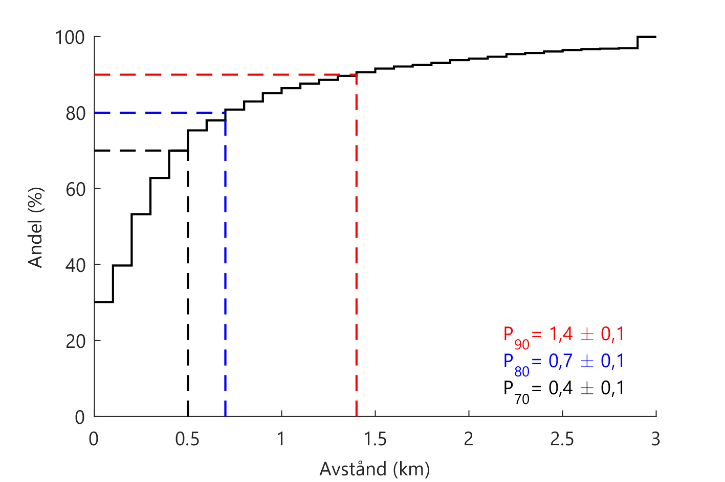 100
80
60
40
20
0
Andel (%)
P90 = 1,4 ± 0,1
P80 = 0,7 ± 0,1
P70 = 0,4 ± 0,1
0 0.5 1 1.5 2 2.5 3
Avstånd (km)